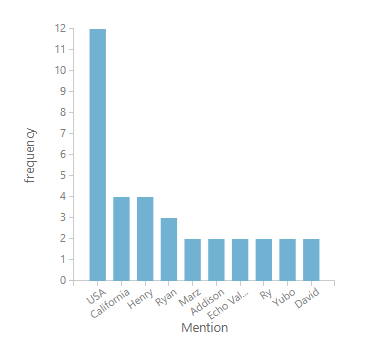 12
11
10
9
8
7
6
5
4
3
2
1
0
frequency
USA
California
Henry
Ryan
Marz
Addison
Echo Val...
Ry
Yubo
David
Mention